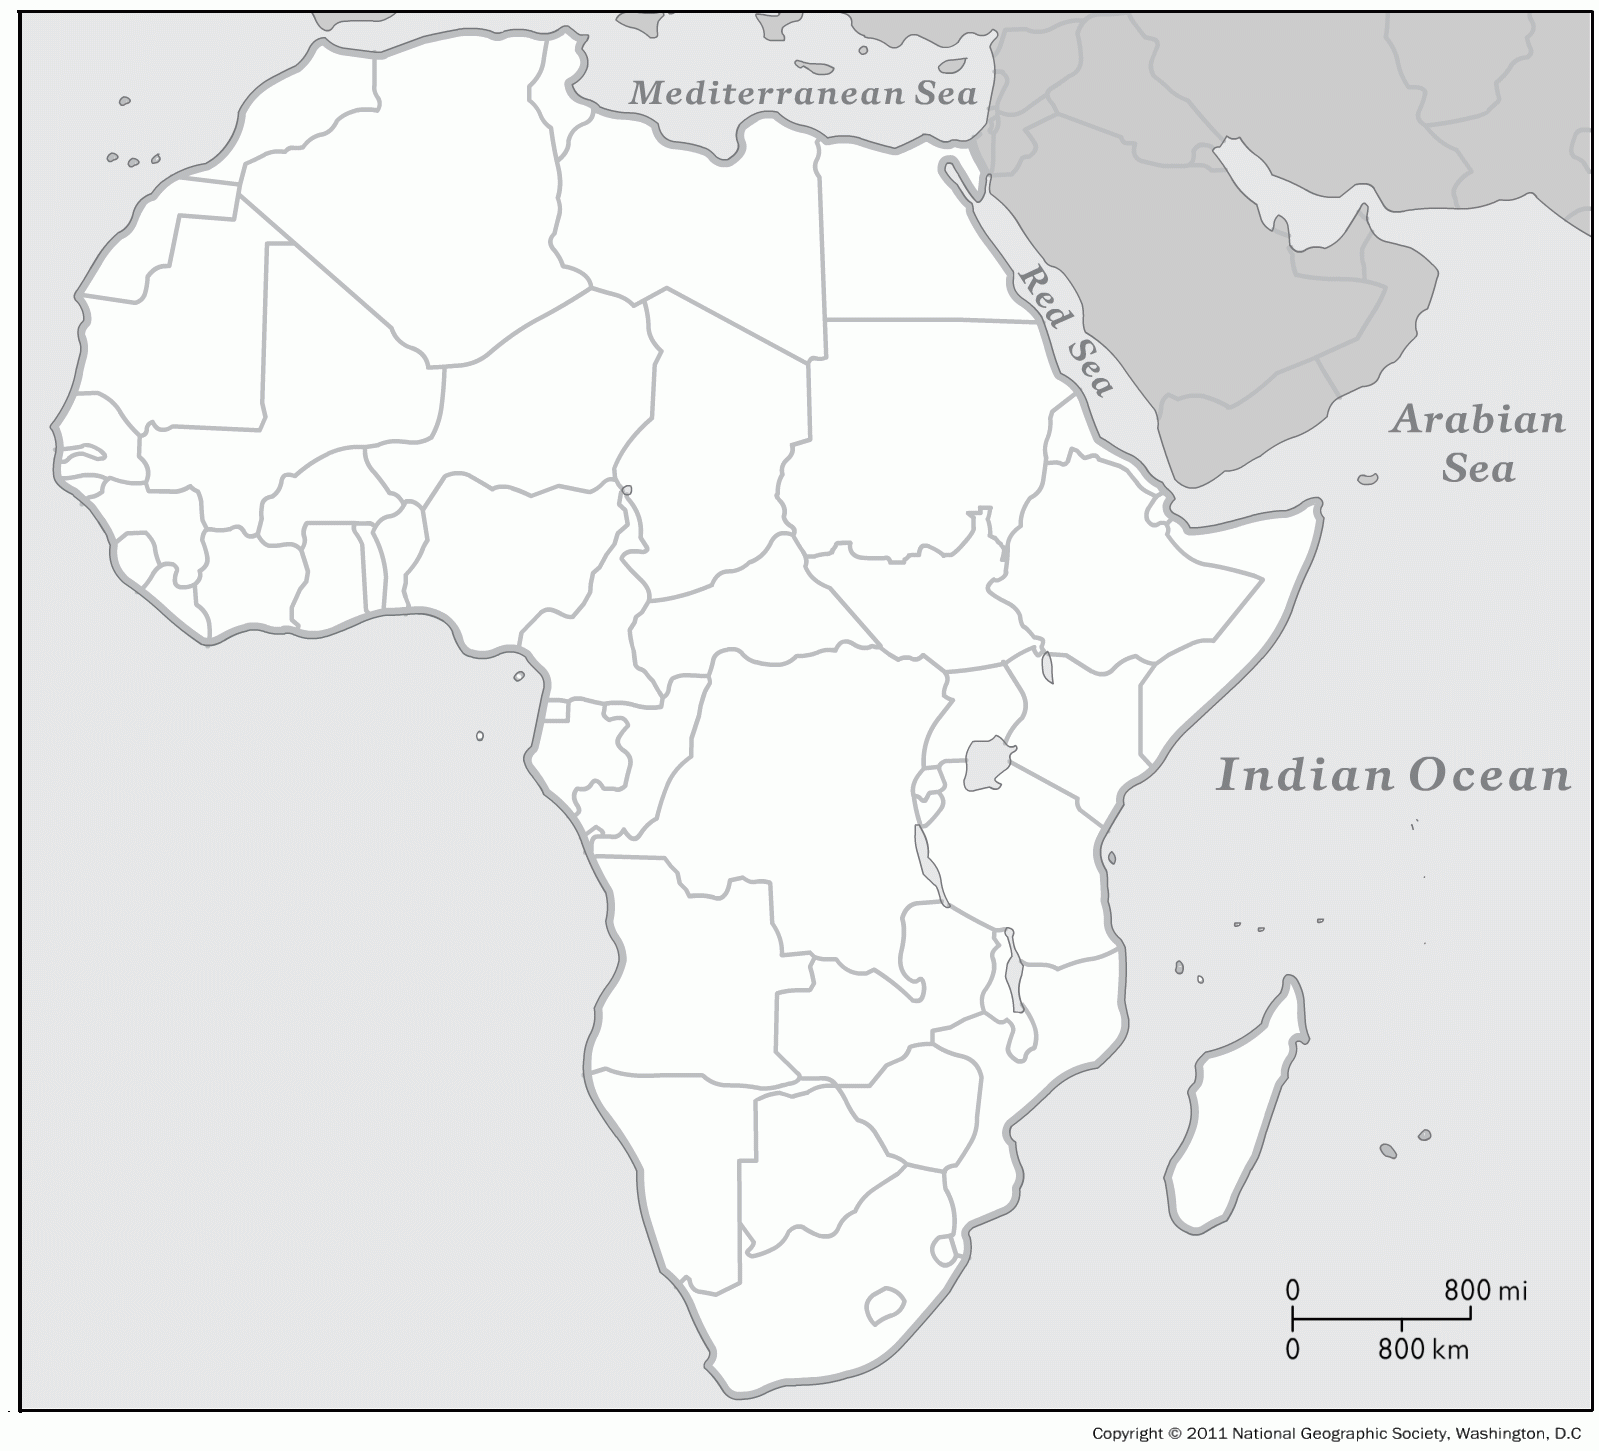 Mediterranean Sea
Red Sea
Arabian
Sea
Indian Ocean
0 800 mi
0 800 km
Copyright © 2011 National Geographic Society, Washington, D.C